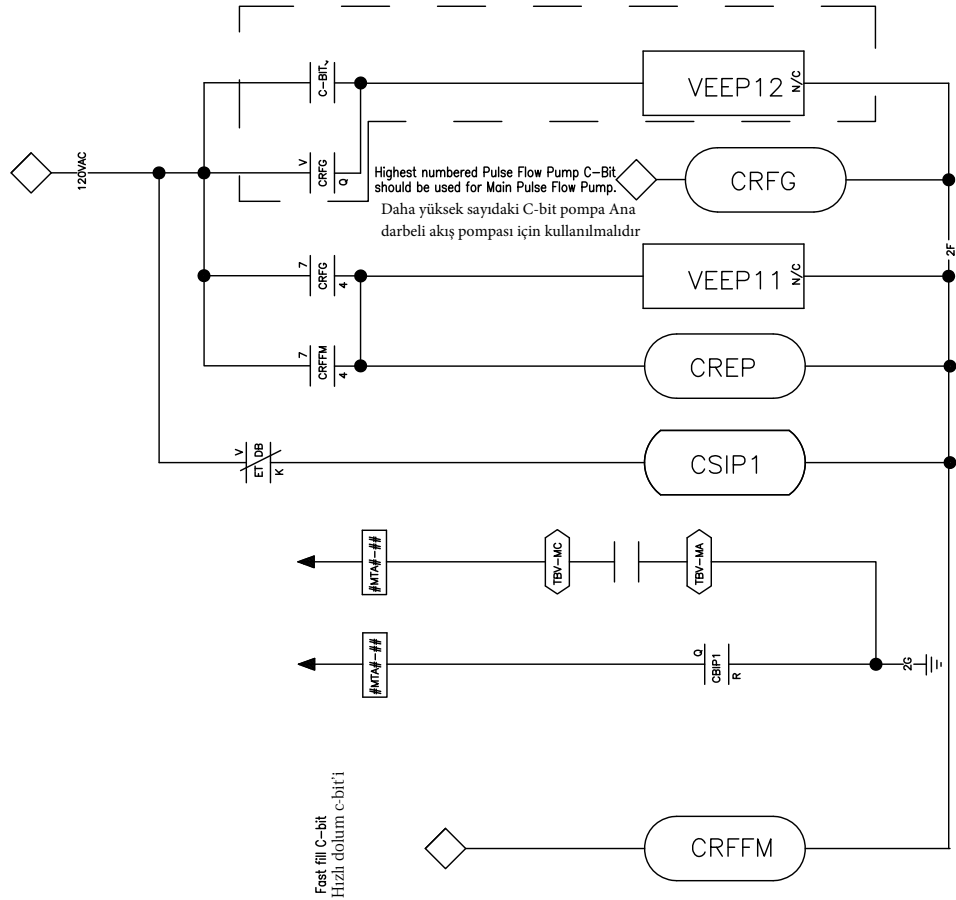 C-BIT
VEEP12
N/C
120VAC
V
CRFG
Q
Highest numbered Pulse Flow Pump C-Bit
should be used for Main Pulse Flow Pump.
Daha yüksek sayıdaki C-bit pompa Ana
darbeli akış pompası için kullanılmalıdır
CRFG
2F
7
CRFG
4
VEEP11
N/C
7
CRFFM
4
CREP
V
ET DB
K
CSIP1
#MTA#-##
TBV-MC
TBV-MA
#MTA#-##
Q
CBIP1
R
2G
Fast fill C-bit
Hızlı dolum c-bit'i
CRFFM